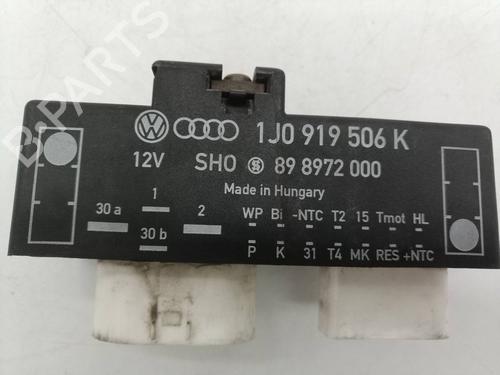 B-PARTS
1J0 919 506 K
12V SHO 89 8972 000
Made in Hungary
1
30 a 2
30 b
WP Bi -NTC T2 15 Tmot HL
P K 31 T4 MK RES +NTC